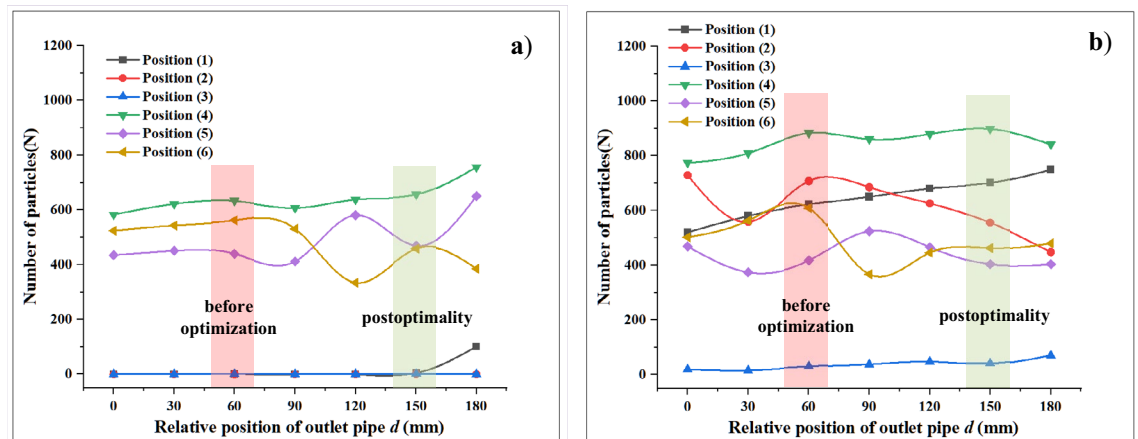 a)
Position (1)
Position (2)
Position (3)
Position (4)
Position (5)
Position (6)
1200
1000
800
600
400
200
0
Number of particles(N)
before
optimization
postoptimality
0 30 60 90 120 150 180
Relative position of outlet pipe d (mm)
b)
Position (1)
Position (2)
Position (3)
Position (4)
Position (5)
Position (6)
1200
1000
800
600
400
200
0
Number of particles(N)
before
optimization
postoptimality
0 30 60 90 120 150 180
Relative position of outlet pipe d (mm)